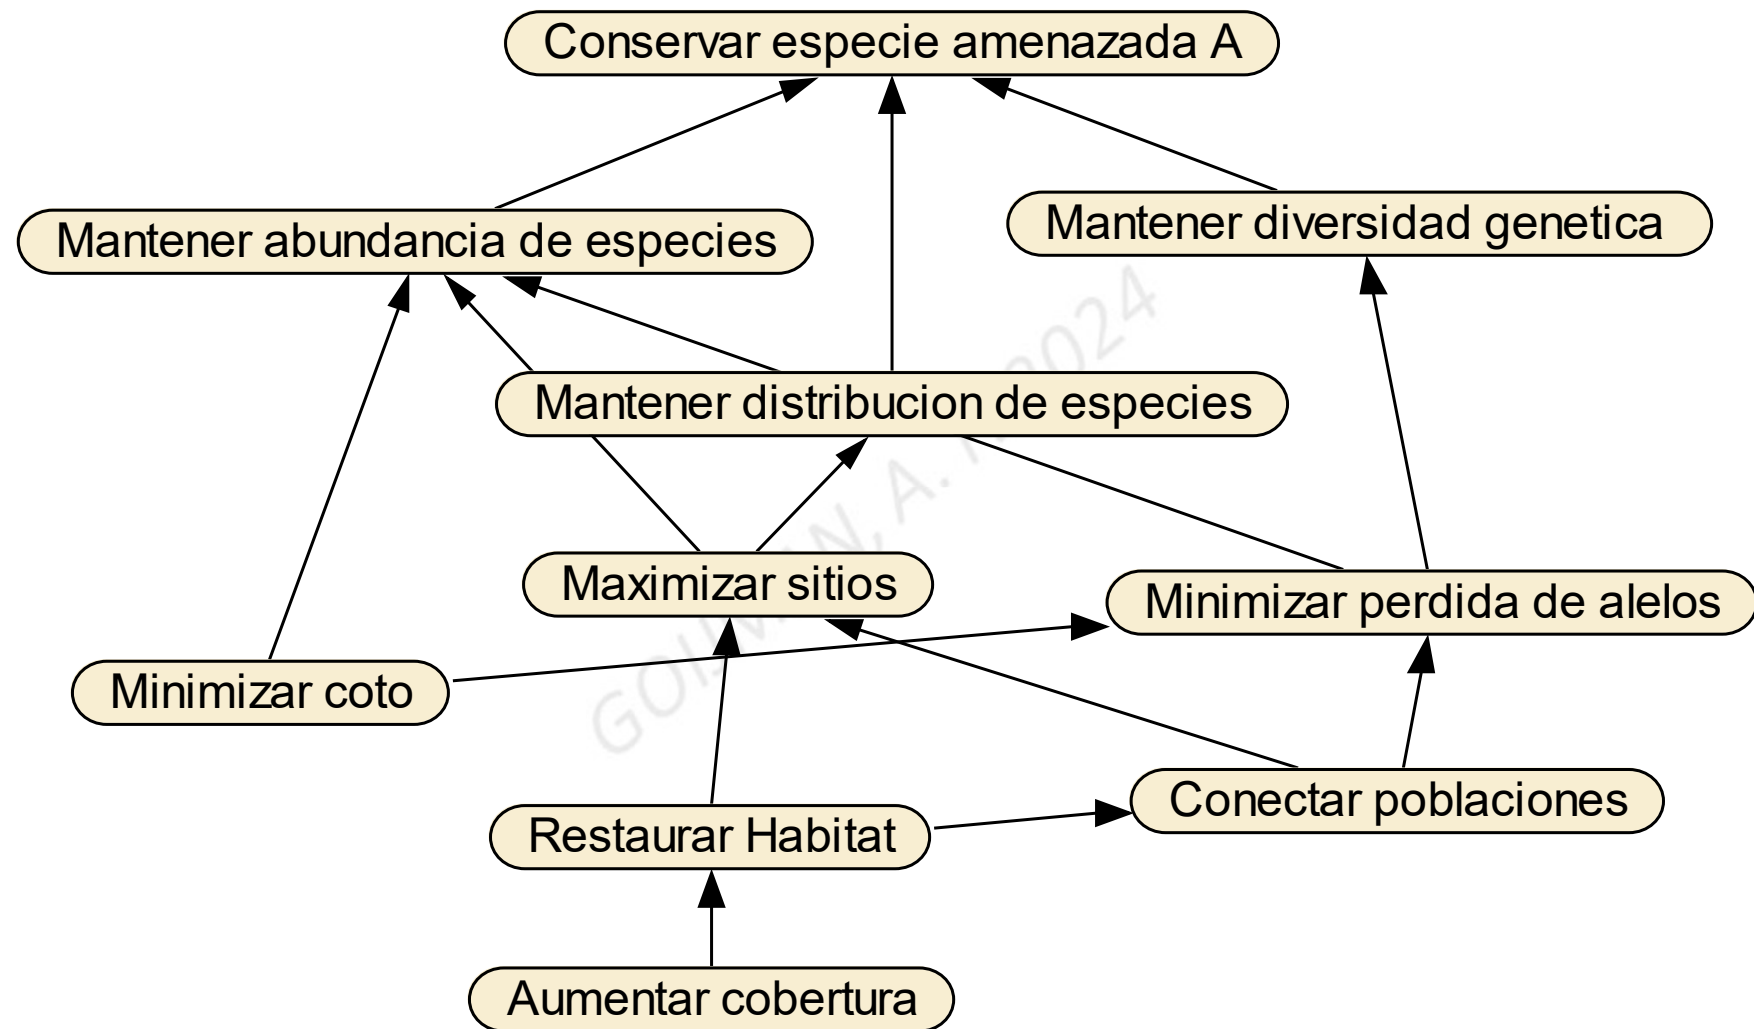 Conservar especie amenazada A
Mantener abundancia de especies
Mantener diversidad genetica
Mantener distribucion de especies
Maximizar sitios
Minimizar perdida de alelos
Minimizar coto
Conectar poblaciones
Restaurar Habitat
Aumentar cobertura